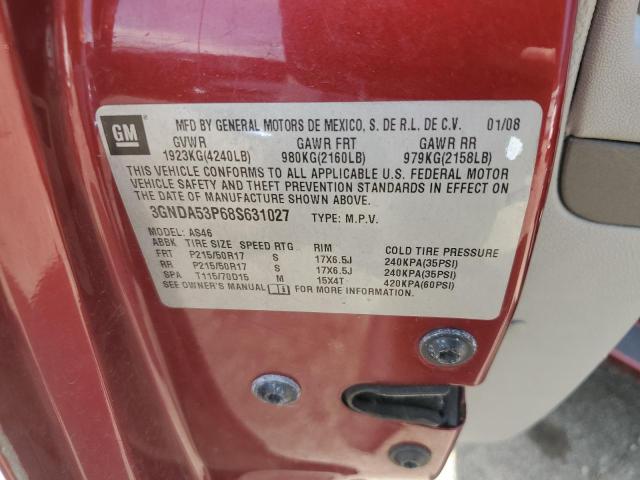 GM
MFD BY GENERAL MOTORS DE MEXICO, S. DE R.L. DE C.V. 01/08
GVWR GAWR FRT GAWR RR
1923KG(4240LB) 980KG(2160LB) 979KG(2158LB)
THIS VEHICLE CONFORMS TO ALL APPLICABLE U.S. FEDERAL MOTOR
VEHICLE SAFETY AND THEFT PREVENTION STANDARDS IN EFFECT ON
THE DATE OF MANUFACTURE SHOWN ABOVE.
3GNDA53P68S631027 TYPE: M.P.V.
MODEL: AS46
ABBK TIRE SIZE SPEED RTG RIM COLD TIRE PRESSURE
FRT P215/50R17 S 17X6.5J 240KPA(35PSI)
RR P215/50R17 S 17X6.5J 240KPA(35PSI)
SPA T115/70D15 M 15X4T 420KPA(60PSI)
SEE OWNER'S MANUAL FOR MORE INFORMATION.